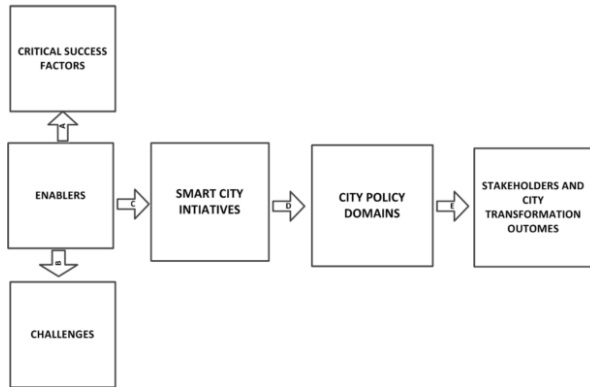 CRITICAL SUCCESS
FACTORS
A
ENABLERS
C
SMART CITY
INTIATIVES
D
CITY POLICY
DOMAINS
E
STAKEHOLDERS AND
CITY
TRANSFORMATION
OUTOMES
B
CHALLENGES